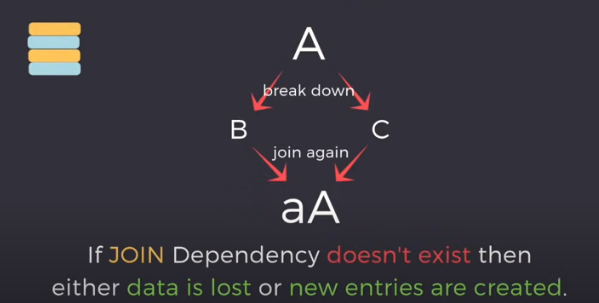 A
break down
B C
join again
aA
If JOIN Dependency doesn't exist then
either data is lost or new entries are created.